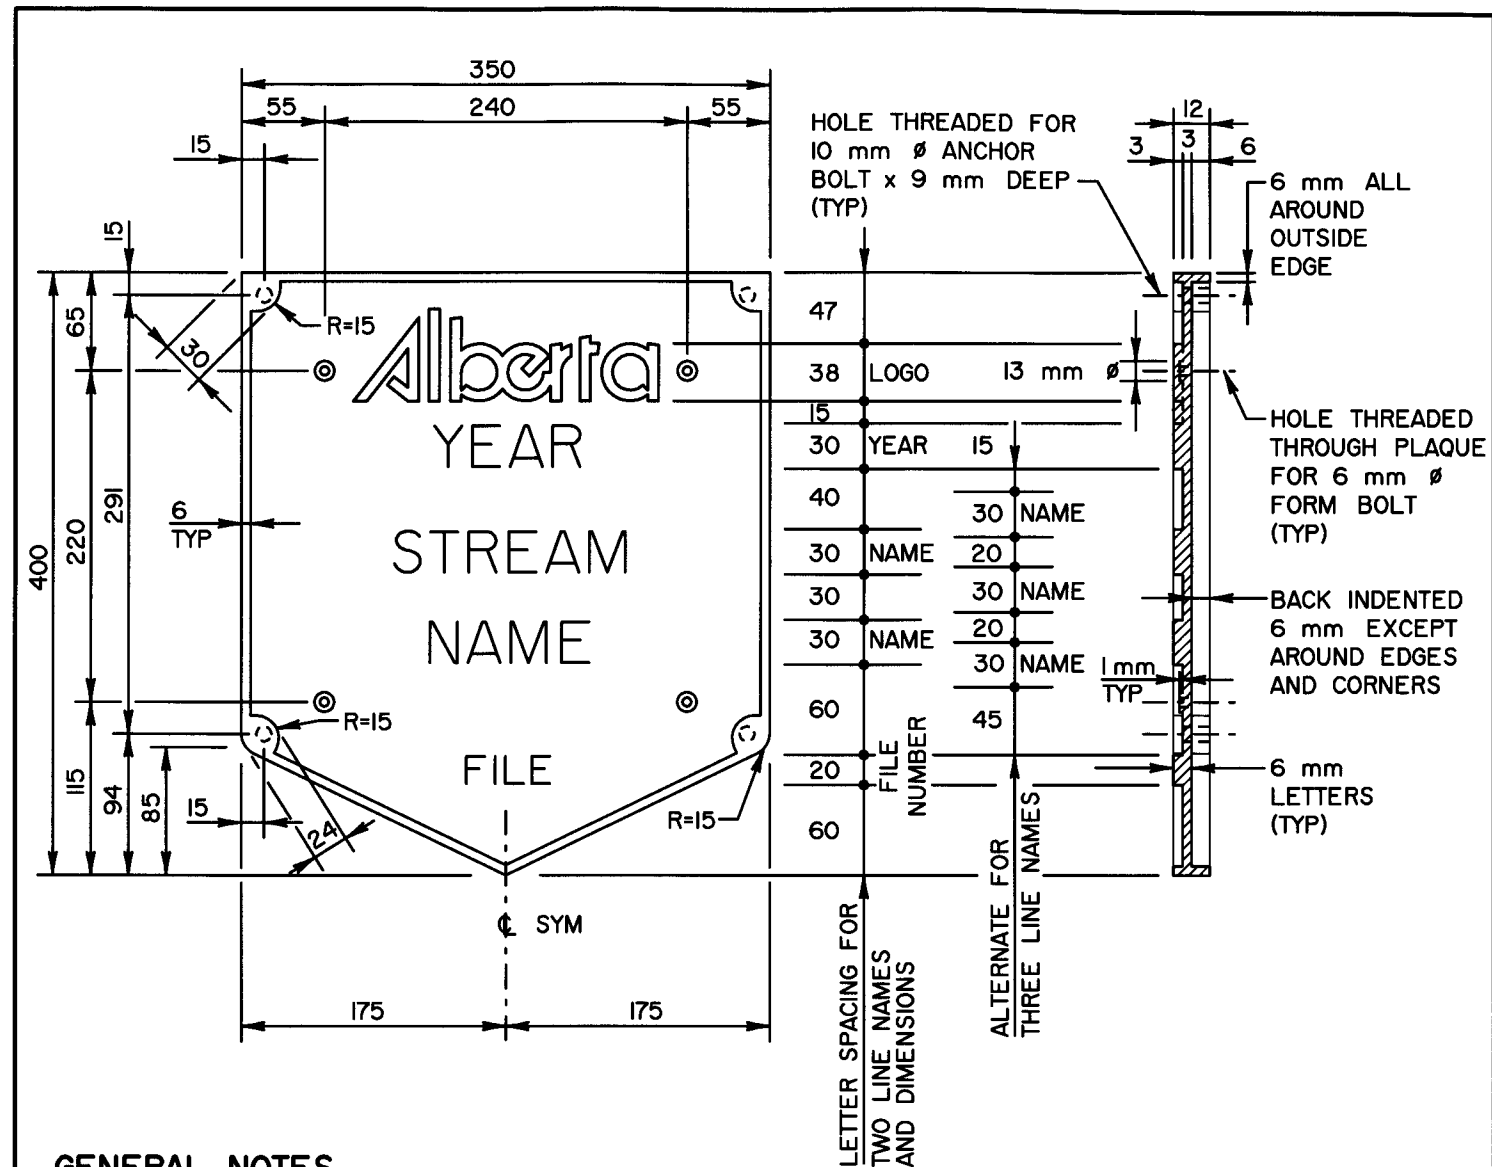 350
55
240
55
15
HOLE THREADED FOR
10 mm Ø ANCHOR
BOLT x 9 mm DEEP
(TYP)
12
3
3
6
6 mm ALL
AROUND
OUTSIDE
EDGE
15
65
30
R=15
Alberta
YEAR
STREAM
NAME
FILE
47
38 LOGO
13 mm Ø
15
30 YEAR
15
40
30 NAME
30 NAME
20
30
30 NAME
30 NAME
20
30 NAME
60
45
20
60
FILE
NUMBER
HOLE THREADED
THROUGH PLAQUE
FOR 6 mm Ø
FORM BOLT
(TYP)
BACK INDENTED
6 mm EXCEPT
AROUND EDGES
AND CORNERS
1 mm
TYP
6 mm
LETTERS
(TYP)
400
220
291
6
TYP
115
94
85
15
24
R=15
R=15
℄ SYM
175
175
LETTER SPACING FOR
TWO LINE NAMES
AND DIMENSIONS
ALTERNATE FOR
THREE LINE NAMES
GENERAL NOTES